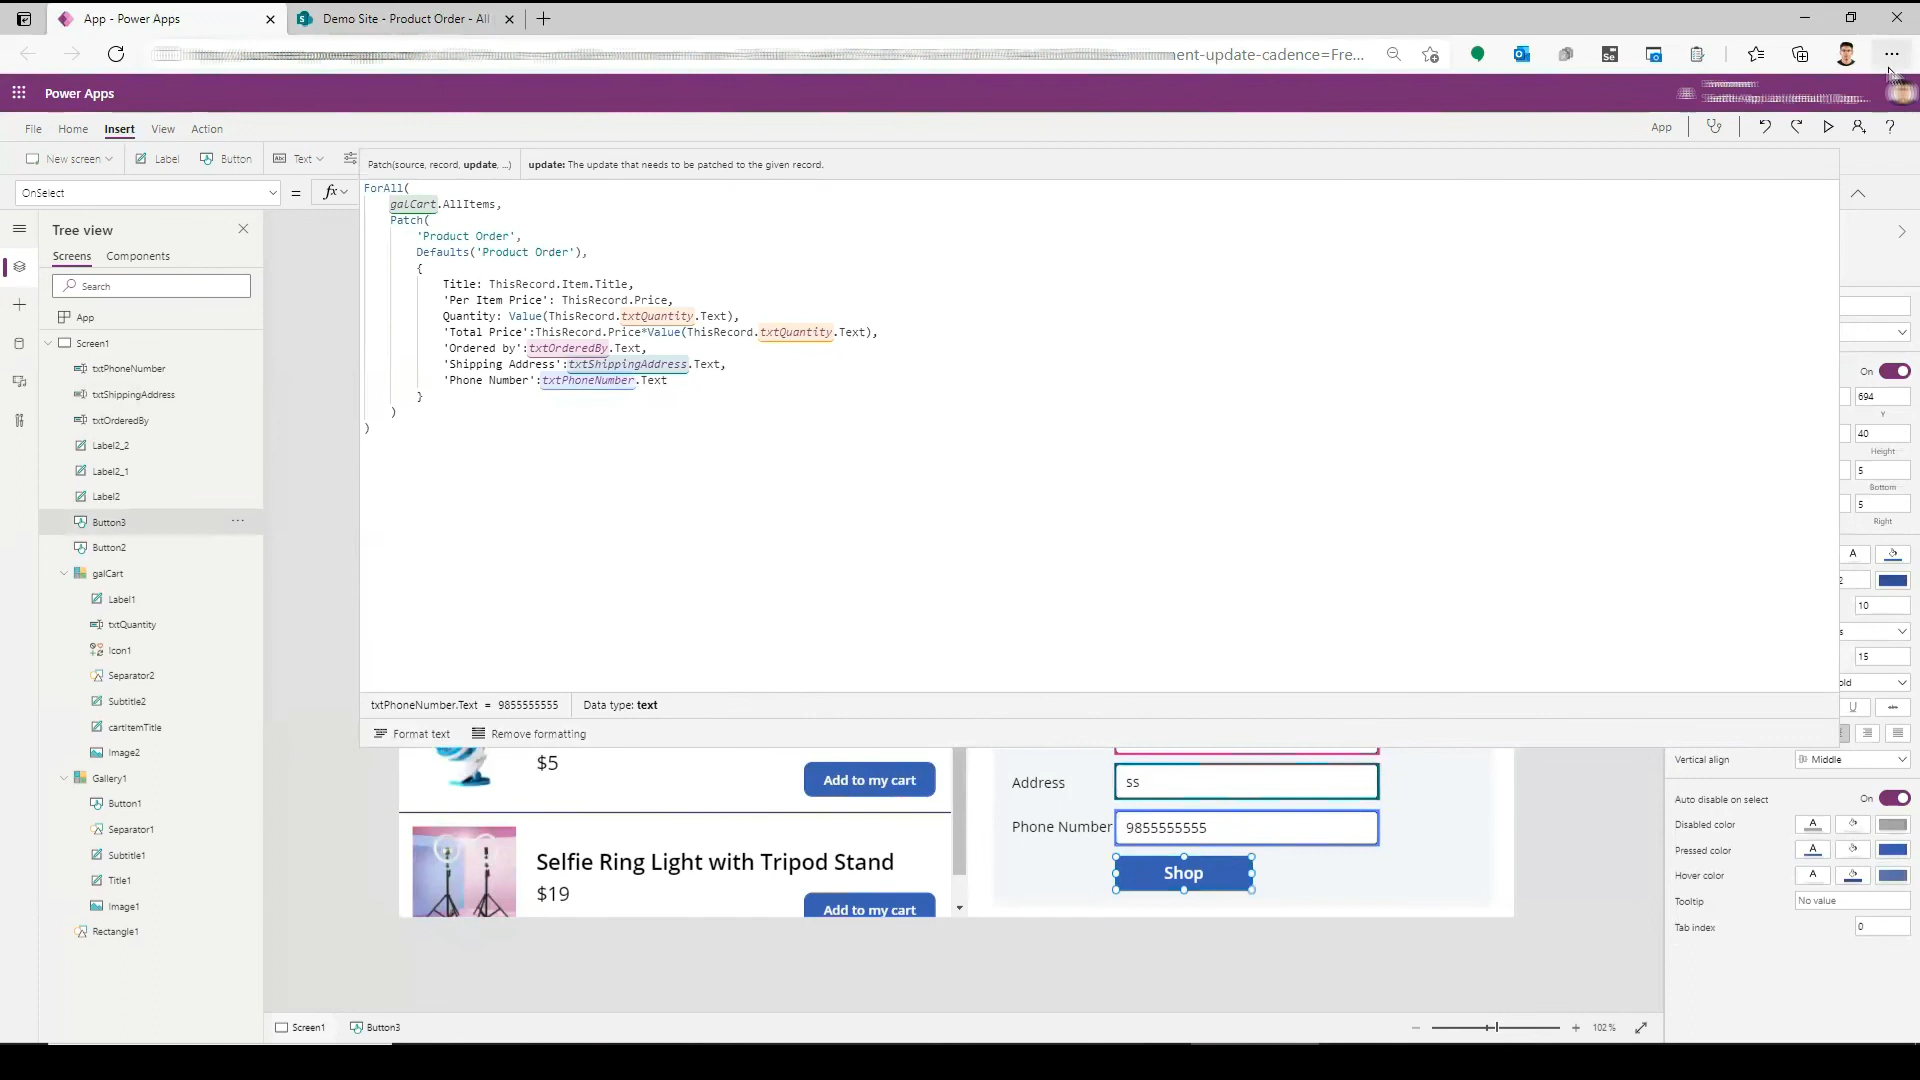 App - Power Apps
Demo Site - Product Order - All
ment-update-cadence=Fre...
Power Apps
File Home Insert View Action
App
New screen
Label
Button
Text
Patch(source, record, update, ...)
update: The update that needs to be patched to the given record.
OnSelect
=
fx
ForAll(
galCart.AllItems,
Patch(
'Product Order',
Defaults('Product Order'),
{
Title: ThisRecord.Item.Title,
'Per Item Price': ThisRecord.Price,
Quantity: Value(ThisRecord.txtQuantity.Text),
'Total Price':ThisRecord.Price*Value(ThisRecord.txtQuantity.Text),
'Ordered by':txtOrderedBy.Text,
'Shipping Address':txtShippingAddress.Text,
'Phone Number':txtPhoneNumber.Text
}
)
)
txtPhoneNumber.Text = 9855555555
Data type: text
Format text
Remove formatting
Tree view
Screens
Components
Search
App
Screen1
txtPhoneNumber
txtShippingAddress
txtOrderedBy
Label2_2
Label2_1
Label2
Button3
Button2
galCart
Label1
txtQuantity
Icon1
Separator2
Subtitle2
cartItemTitle
Image2
Gallery1
Button1
Separator1
Subtitle1
Title1
Image1
Rectangle1
$5
Add to my cart
Selfie Ring Light with Tripod Stand
$19
Add to my cart
Address
ss
Phone Number
9855555555
Shop
On
694
Y
40
Height
5
Bottom
5
Right
A
2
10
s
15
old
U
Vertical align
Middle
Auto disable on select
On
Disabled color
A
Pressed color
A
Hover color
A
Tooltip
No value
Tab index
0
Screen1
Button3
102 %